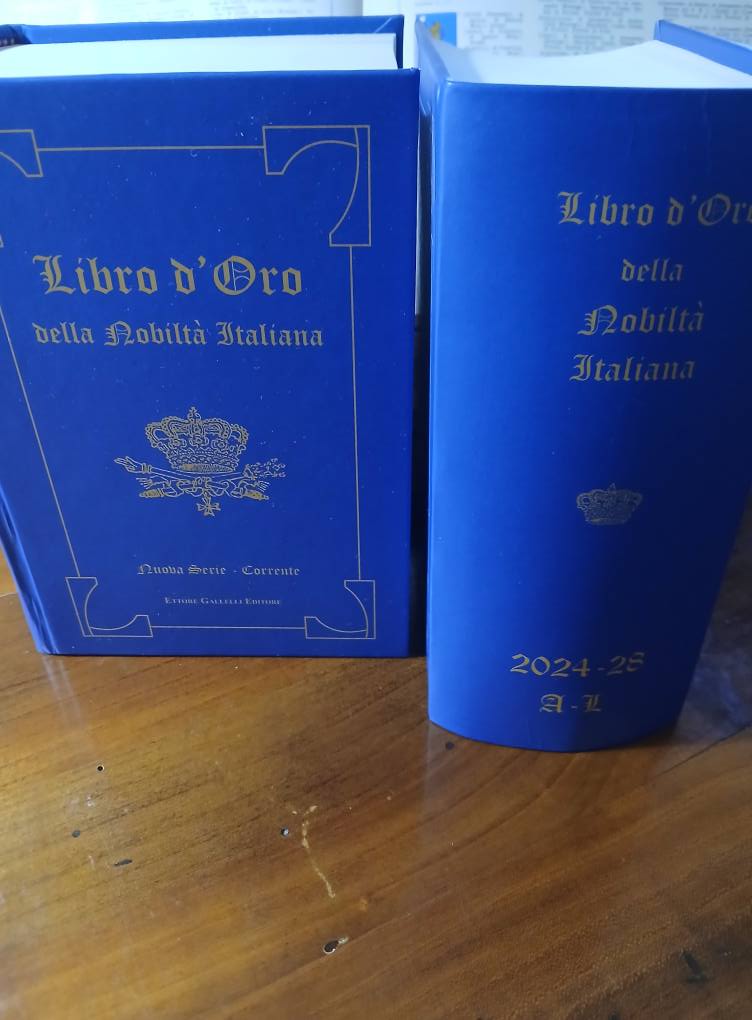 Libro d'Oro
della Nobiltà Italiana
Nuova Serie - Corrente
Ettore Gallelli Editore
Libro d'Oro
della
Nobiltà
Italiana
2024-28
A-L